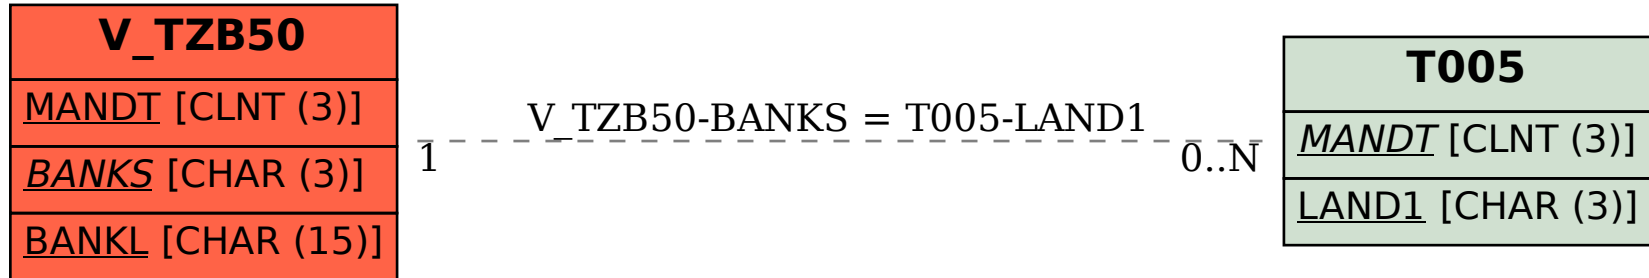 V_TZB50
MANDT [CLNT (3)]
BANKS [CHAR (3)]
BANKL [CHAR (15)]
V_TZB50-BANKS = T005-LAND1
1
0..N
T005
MANDT [CLNT (3)]
LAND1 [CHAR (3)]